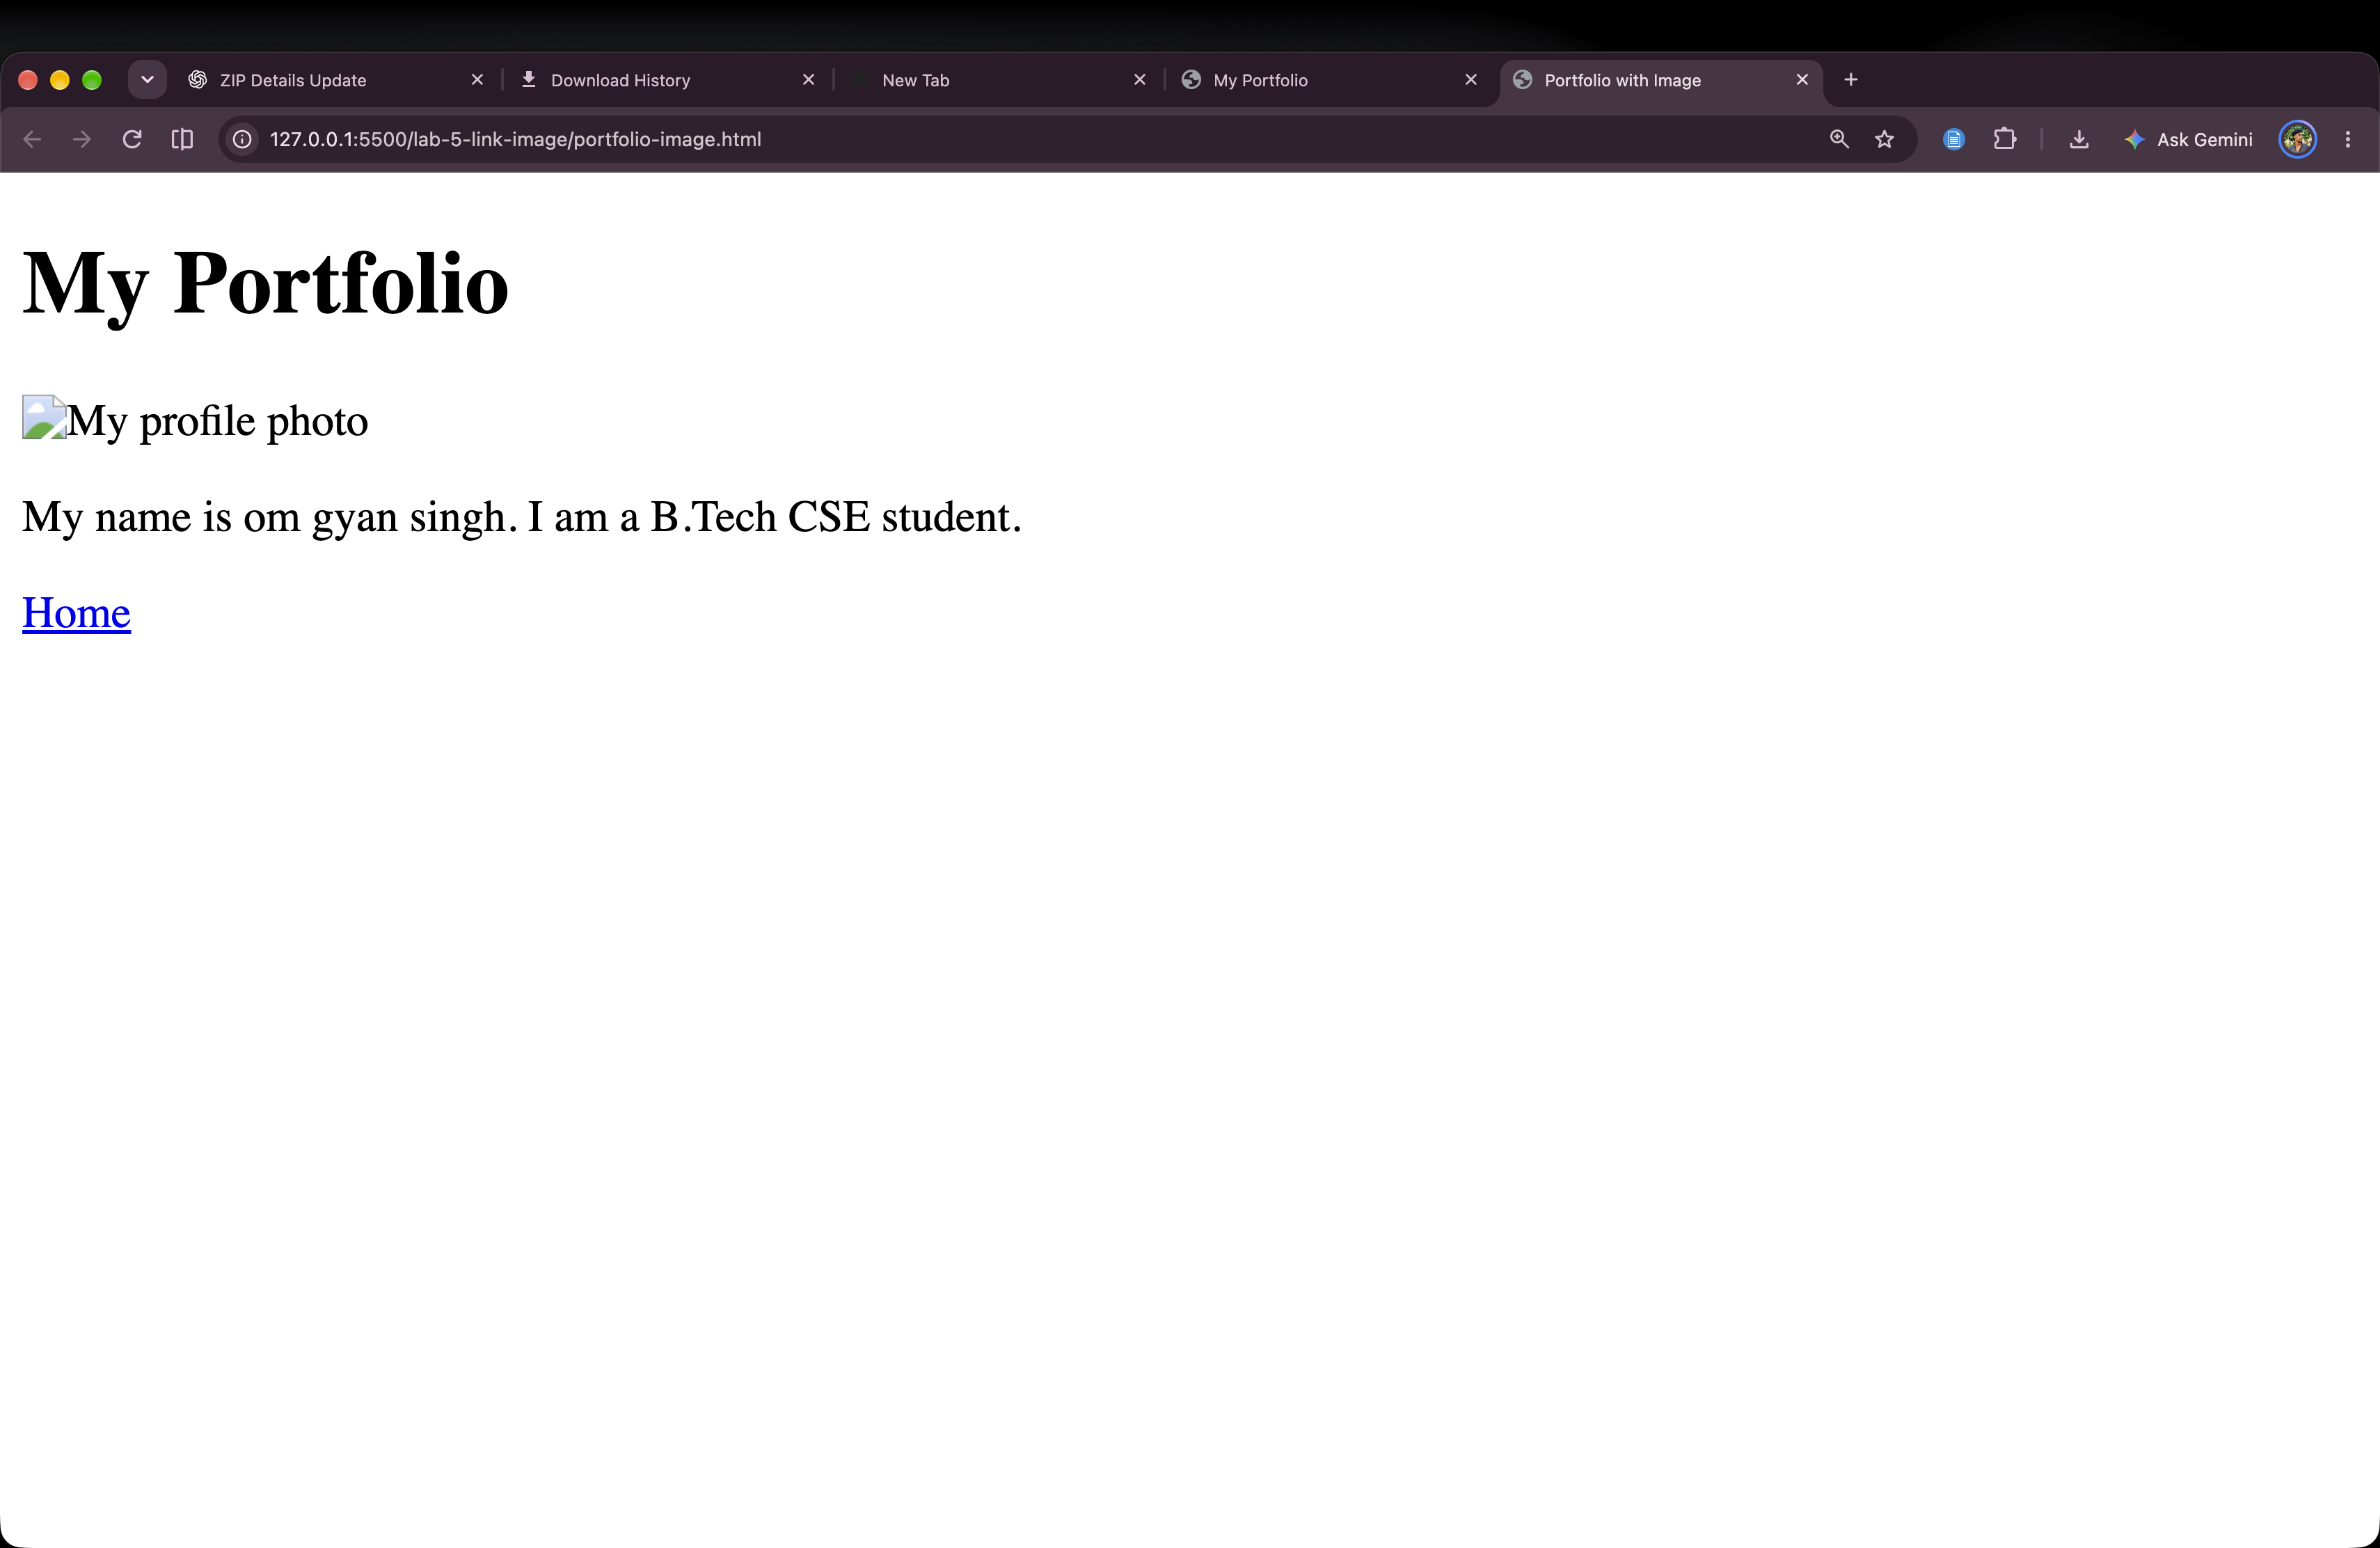 ZIP Details Update
Download History
New Tab
My Portfolio
Portfolio with Image
127.0.0.1:5500/lab-5-link-image/portfolio-image.html
Ask Gemini
My Portfolio
My profile photo
My name is om gyan singh. I am a B.Tech CSE student.
Home